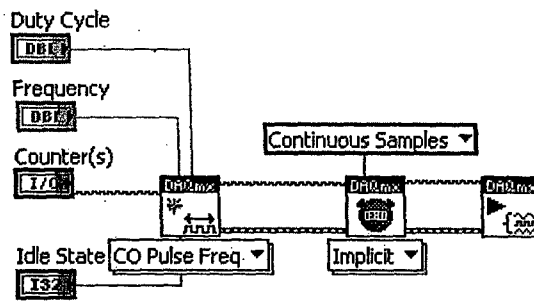 Duty Cycle
DBL
Frequency
DBL
Continuous Samples
Counter(s)
I/O
DAQmx
DAQmx
DAQmx
Idle State
CO Pulse Freq
Implicit
I32